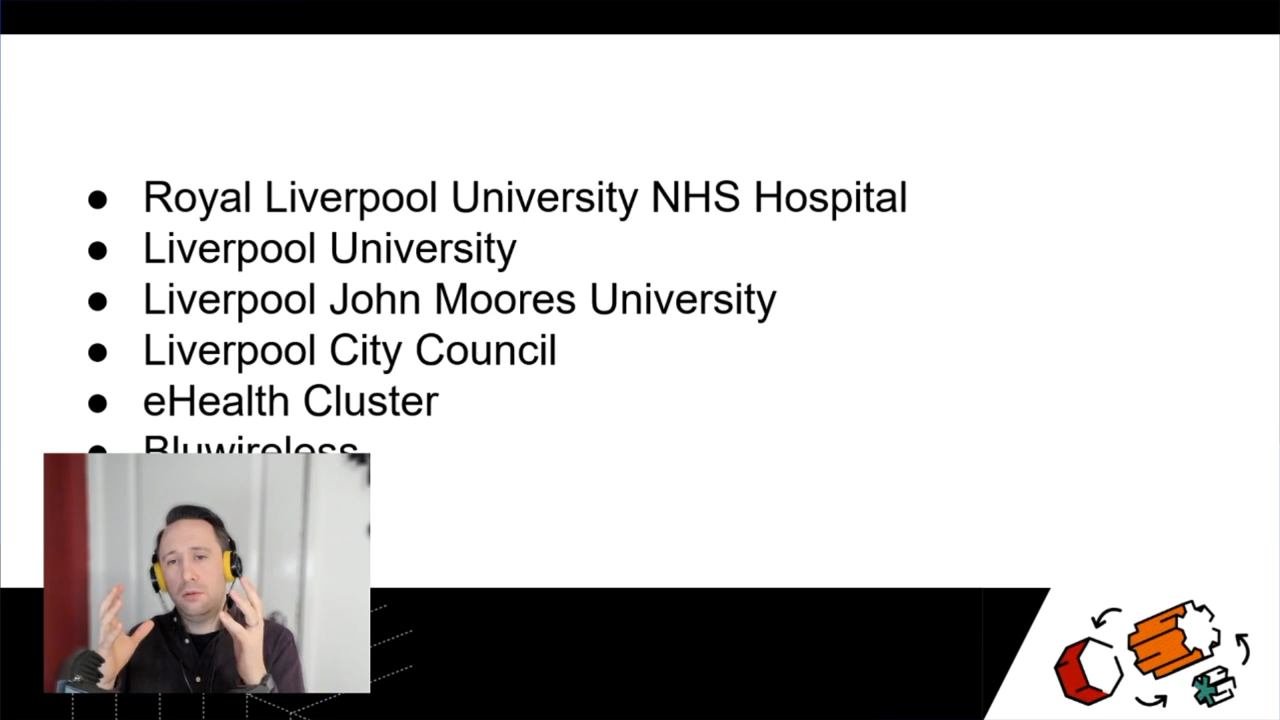 Royal Liverpool University NHS Hospital
Liverpool University
Liverpool John Moores University
Liverpool City Council
eHealth Cluster
Bluwireless